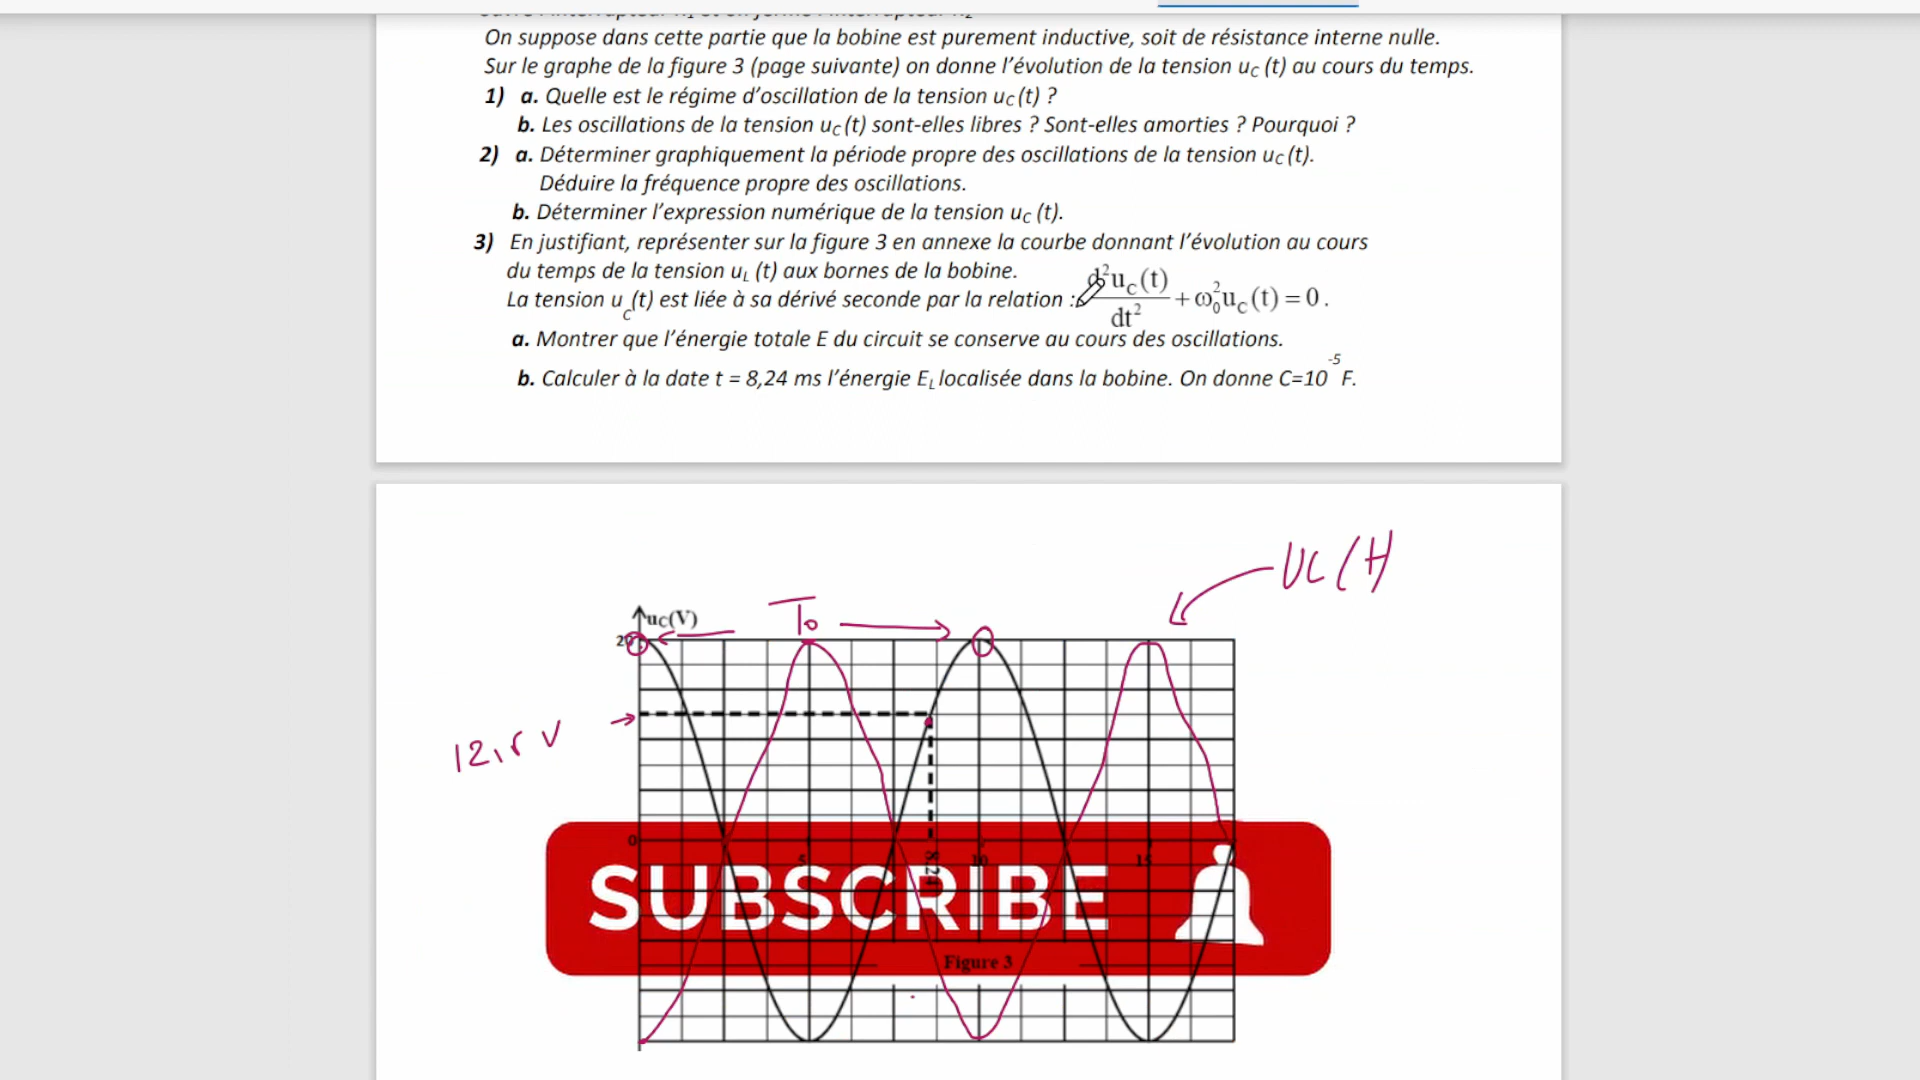 On suppose dans cette partie que la bobine est purement inductive, soit de résistance interne nulle.
Sur le graphe de la figure 3 (page suivante) on donne l'évolution de la tension uC (t) au cours du temps.
1) a. Quelle est le régime d'oscillation de la tension uC (t) ?
b. Les oscillations de la tension uC (t) sont-elles libres ? Sont-elles amorties ? Pourquoi ?
2) a. Déterminer graphiquement la période propre des oscillations de la tension uC (t).
Déduire la fréquence propre des oscillations.
b. Déterminer l'expression numérique de la tension uC (t).
3) En justifiant, représenter sur la figure 3 en annexe la courbe donnant l'évolution au cours
du temps de la tension uL (t) aux bornes de la bobine.
La tension uC(t) est liée à sa dérivé seconde par la relation : d²uC(t)/dt² + ω0²uC(t) = 0 .
a. Montrer que l'énergie totale E du circuit se conserve au cours des oscillations.
b. Calculer à la date t = 8,24 ms l'énergie EL localisée dans la bobine. On donne C=10-5 F.
UC(t)
uC(V)
T0
20
12,5 V
0
5
8,24
10
15
SUBSCRIBE
Figure 3